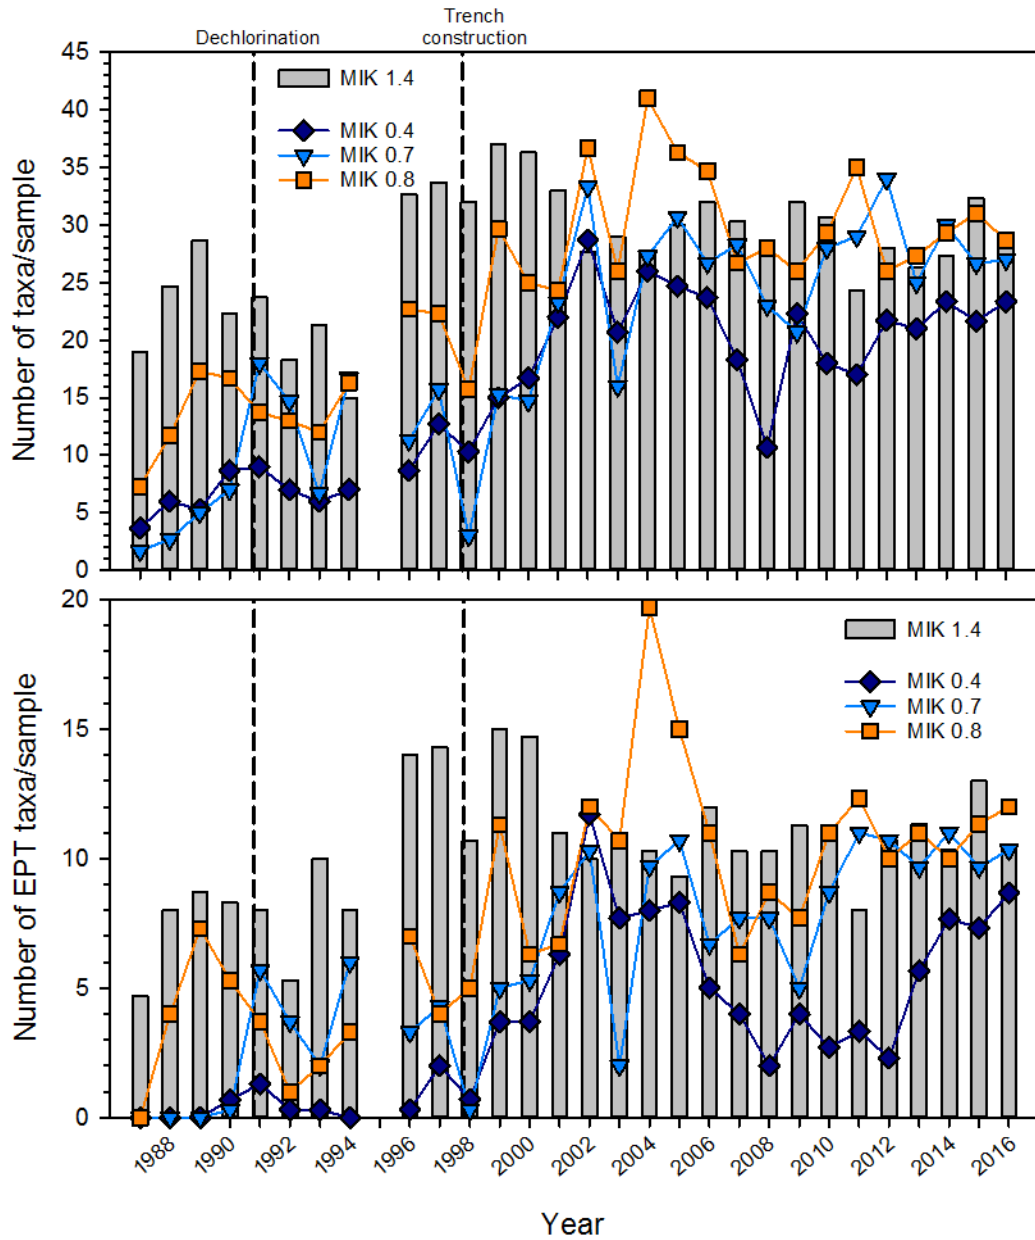 Trench
Dechlorination construction
45
40
35
30
25
20
15
10
5
0
Number of taxa/sample
MIK 1.4
MIK 0.4
MIK 0.7
MIK 0.8
20
15
10
5
0
Number of EPT taxa/sample
MIK 1.4
MIK 0.4
MIK 0.7
MIK 0.8
1988 1990 1992 1994 1996 1998 2000 2002 2004 2006 2008 2010 2012 2014 2016
Year